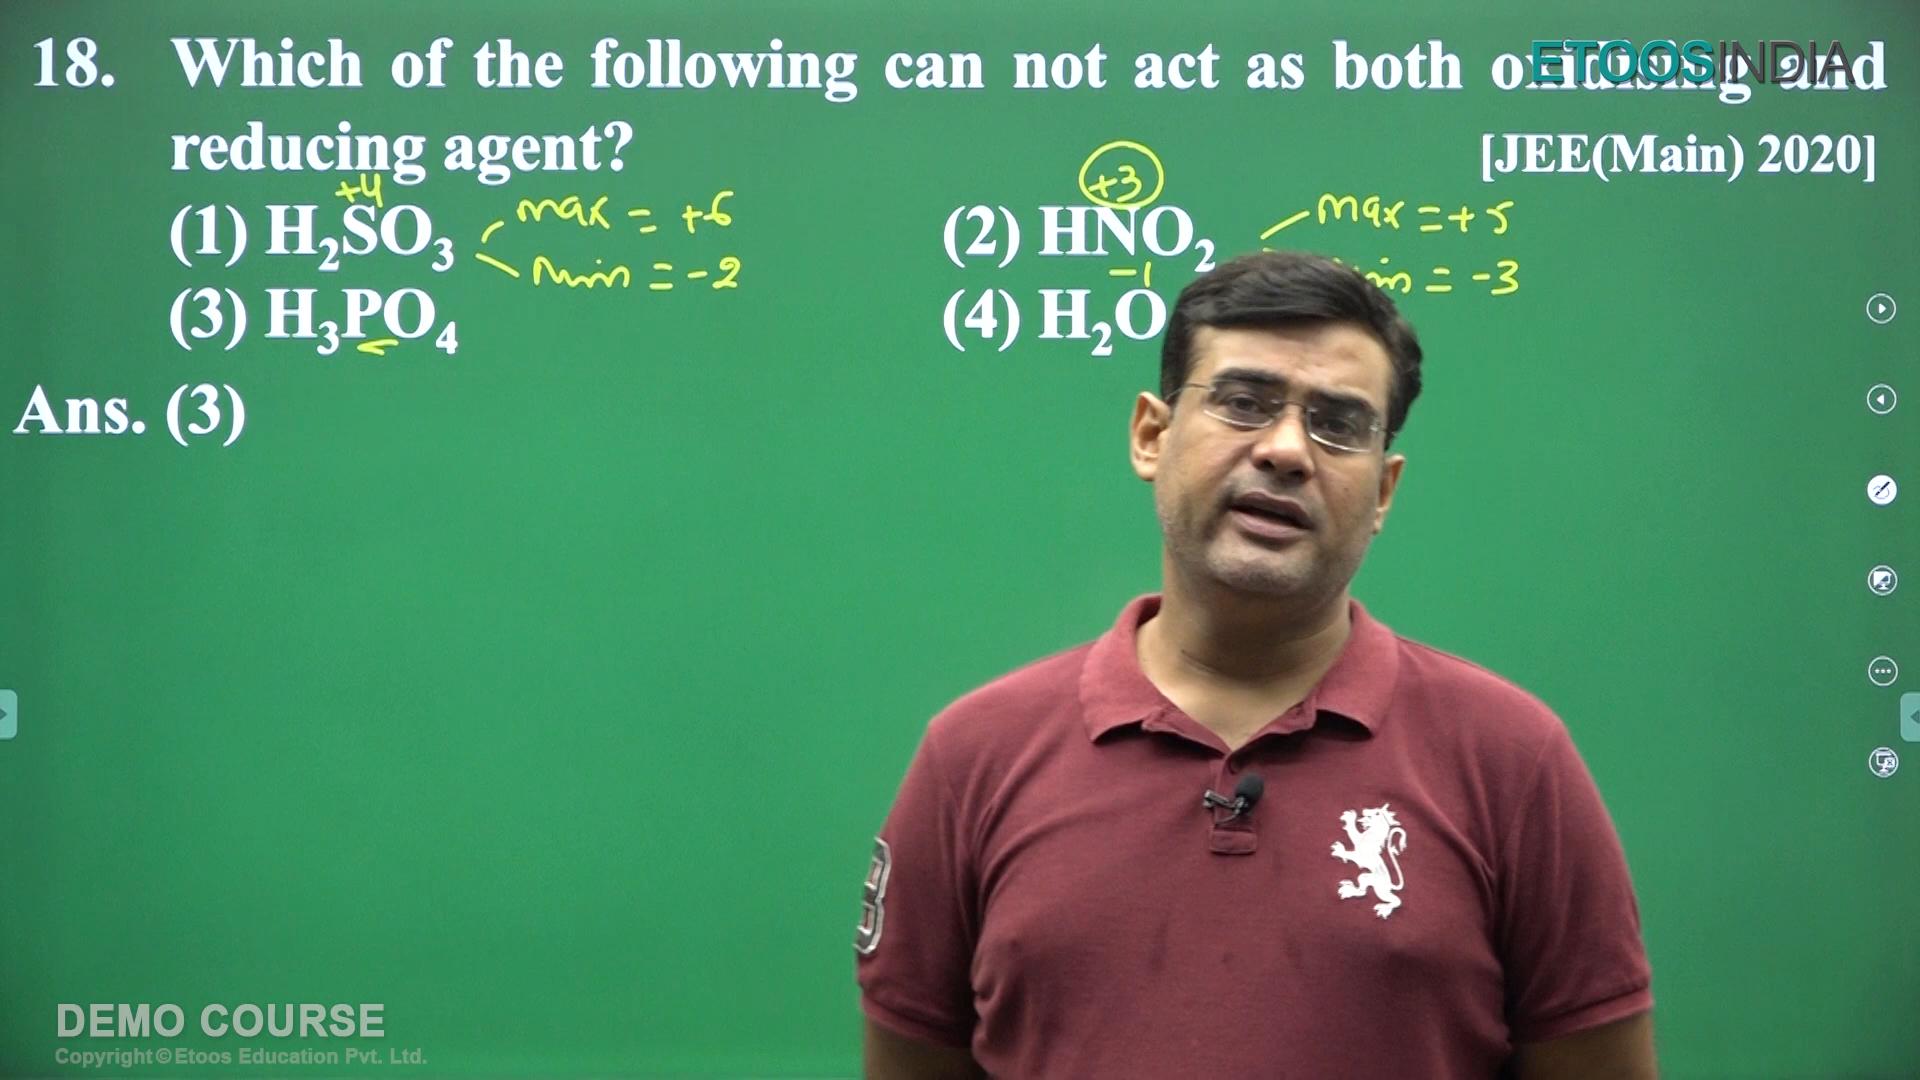 18. Which of the following can not act as both oxidising and
ETOOSINDIA
reducing agent?
[JEE(Main) 2020]
+4
+3
(1) H₂SO₃
max = +6
min = -2
(2) HNO₂
max = +5
= -3
-1
(3) H₃PO₄
(4) H₂O
Ans. (3)
DEMO COURSE
Copyright©Etoos Education Pvt. Ltd.